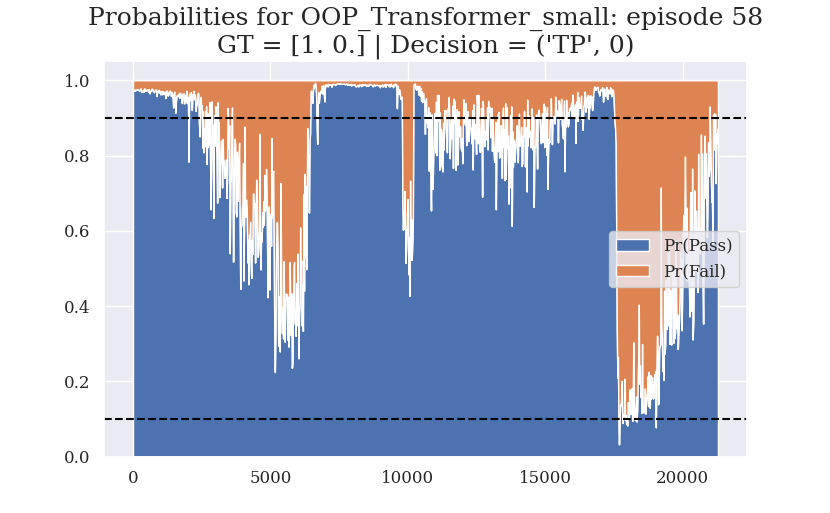 Probabilities for OOP_Transformer_small: episode 58
GT = [1. 0.] | Decision = ('TP', 0)
1.0
0.8
0.6
0.4
0.2
0.0
Pr(Pass)
Pr(Fail)
0
5000
10000
15000
20000